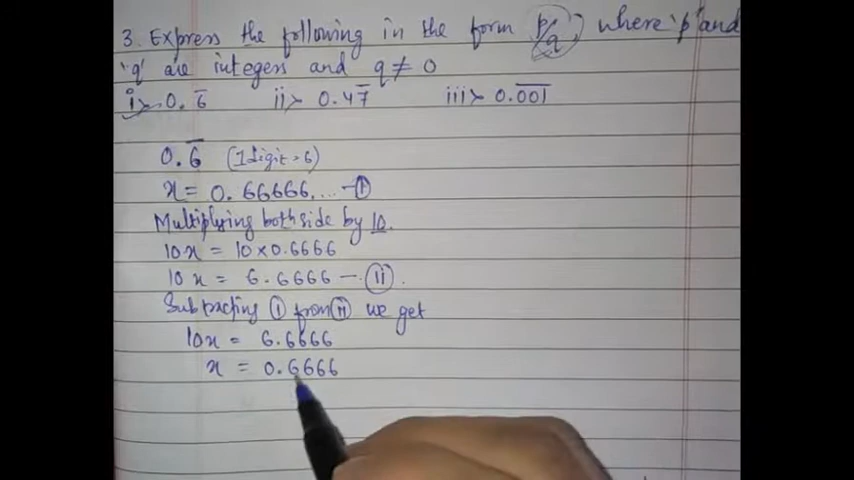 3. Express the following in the form p/q, where 'p' and
'q' are integers and q ≠ 0
i> 0.6̅ ii> 0.47̅ iii> 0.0̅0̅1̅
0.6̅ (1 digit > 6)
x = 0.66666.... — (i)
Multiplying both side by 10.
10x = 10 × 0.6666
10x = 6.6666 — (ii).
Subtracting (i) from (ii) we get
10x = 6.6666
x = 0.6666